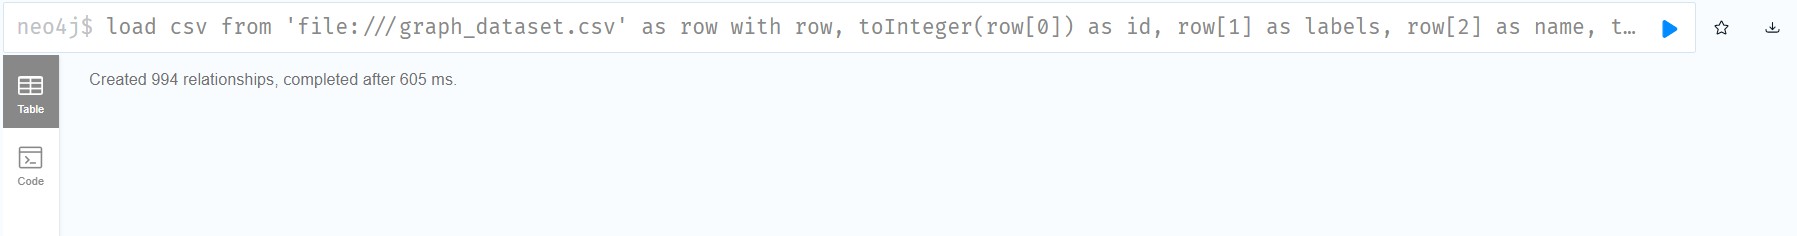 neo4j$ load csv from 'file:///graph_dataset.csv' as row with row, toInteger(row[0]) as id, row[1] as labels, row[2] as name, t…
Created 994 relationships, completed after 605 ms.
Table
Code